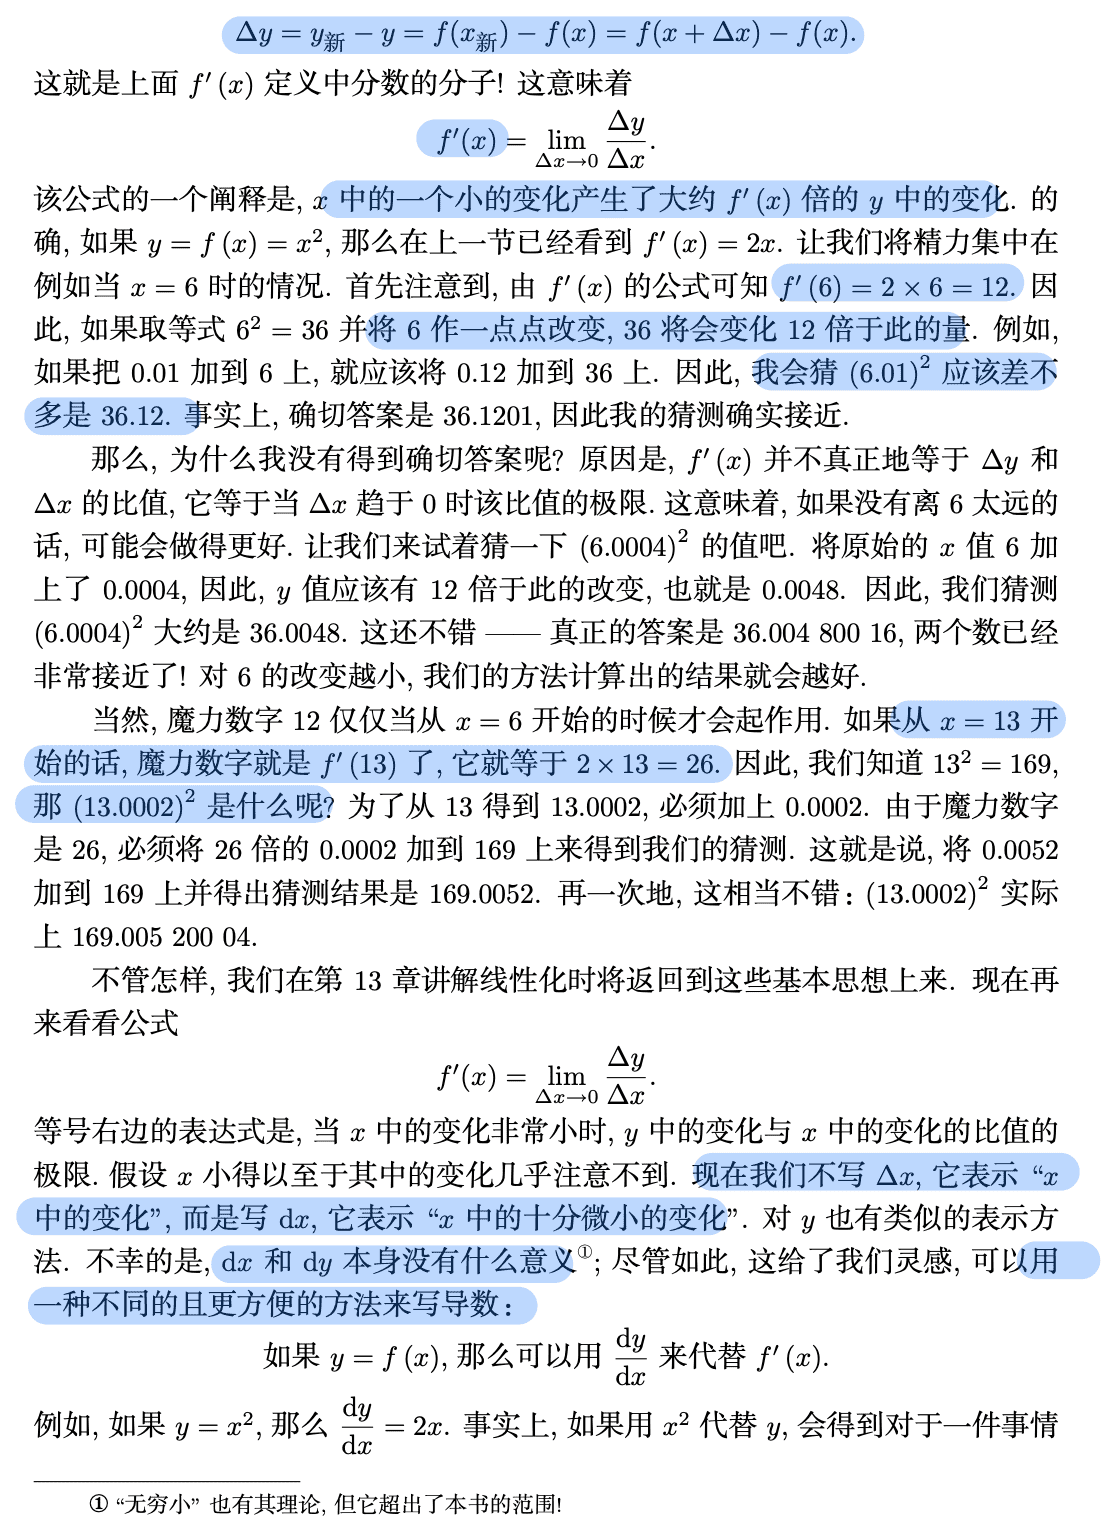 Δy = y新 − y = f(x新) − f(x) = f(x + Δx) − f(x).
这就是上面 f′(x) 定义中分数的分子! 这意味着
f′(x) = lim Δx→0 Δy/Δx.
该公式的一个阐释是, x 中的一个小的变化产生了大约 f′(x) 倍的 y 中的变化. 的
确, 如果 y = f(x) = x², 那么在上一节已经看到 f′(x) = 2x. 让我们将精力集中在
例如当 x = 6 时的情况. 首先注意到, 由 f′(x) 的公式可知 f′(6) = 2 × 6 = 12. 因
此, 如果取等式 6² = 36 并将 6 作一点点改变, 36 将会变化 12 倍于此的量. 例如,
如果把 0.01 加到 6 上, 就应该将 0.12 加到 36 上. 因此, 我会猜 (6.01)² 应该差不
多是 36.12. 事实上, 确切答案是 36.1201, 因此我的猜测确实接近.
那么, 为什么我没有得到确切答案呢? 原因是, f′(x) 并不真正地等于 Δy 和
Δx 的比值, 它等于当 Δx 趋于 0 时该比值的极限. 这意味着, 如果没有离 6 太远的
话, 可能会做得更好. 让我们来试着猜一下 (6.0004)² 的值吧. 将原始的 x 值 6 加
上了 0.0004, 因此, y 值应该有 12 倍于此的改变, 也就是 0.0048. 因此, 我们猜测
(6.0004)² 大约是 36.0048. 这还不错 —— 真正的答案是 36.004 800 16, 两个数已经
非常接近了! 对 6 的改变越小, 我们的方法计算出的结果就会越好.
当然, 魔力数字 12 仅仅当从 x = 6 开始的时候才会起作用. 如果从 x = 13 开
始的话, 魔力数字就是 f′(13) 了, 它就等于 2 × 13 = 26. 因此, 我们知道 13² = 169,
那 (13.0002)² 是什么呢? 为了从 13 得到 13.0002, 必须加上 0.0002. 由于魔力数字
是 26, 必须将 26 倍的 0.0002 加到 169 上来得到我们的猜测. 这就是说, 将 0.0052
加到 169 上并得出猜测结果是 169.0052. 再一次地, 这相当不错: (13.0002)² 实际
上 169.005 200 04.
不管怎样, 我们在第 13 章讲解线性化时将返回到这些基本思想上来. 现在再
来看看公式
f′(x) = lim Δx→0 Δy/Δx.
等号右边的表达式是, 当 x 中的变化非常小时, y 中的变化与 x 中的变化的比值的
极限. 假设 x 小得以至于其中的变化几乎注意不到. 现在我们不写 Δx, 它表示 “x
中的变化”, 而是写 dx, 它表示 “x 中的十分微小的变化”. 对 y 也有类似的表示方
法. 不幸的是, dx 和 dy 本身没有什么意义①; 尽管如此, 这给了我们灵感, 可以用
一种不同的且更方便的方法来写导数:
如果 y = f(x), 那么可以用 dy/dx 来代替 f′(x).
例如, 如果 y = x², 那么 dy/dx = 2x. 事实上, 如果用 x² 代替 y, 会得到对于一件事情
① “无穷小” 也有其理论, 但它超出了本书的范围!